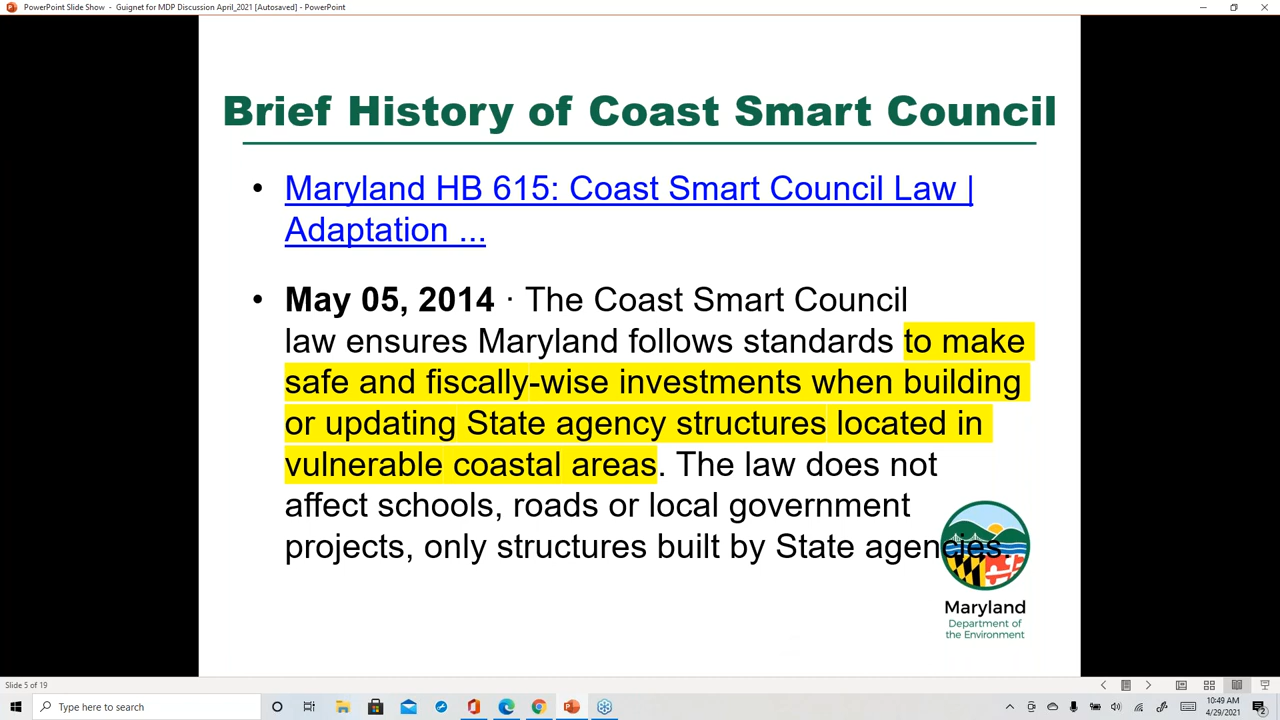 PowerPoint Slide Show - Guignet for MDP Discussion April_2021 [Autosaved] - PowerPoint
Brief History of Coast Smart Council
• Maryland HB 615: Coast Smart Council Law |
Adaptation ...
• May 05, 2014 · The Coast Smart Council
law ensures Maryland follows standards to make
safe and fiscally-wise investments when building
or updating State agency structures located in
vulnerable coastal areas. The law does not
affect schools, roads or local government
projects, only structures built by State agencies.
Maryland
Department of
the Environment
Slide 5 of 19
Type here to search
10:49 AM
4/29/2021
2